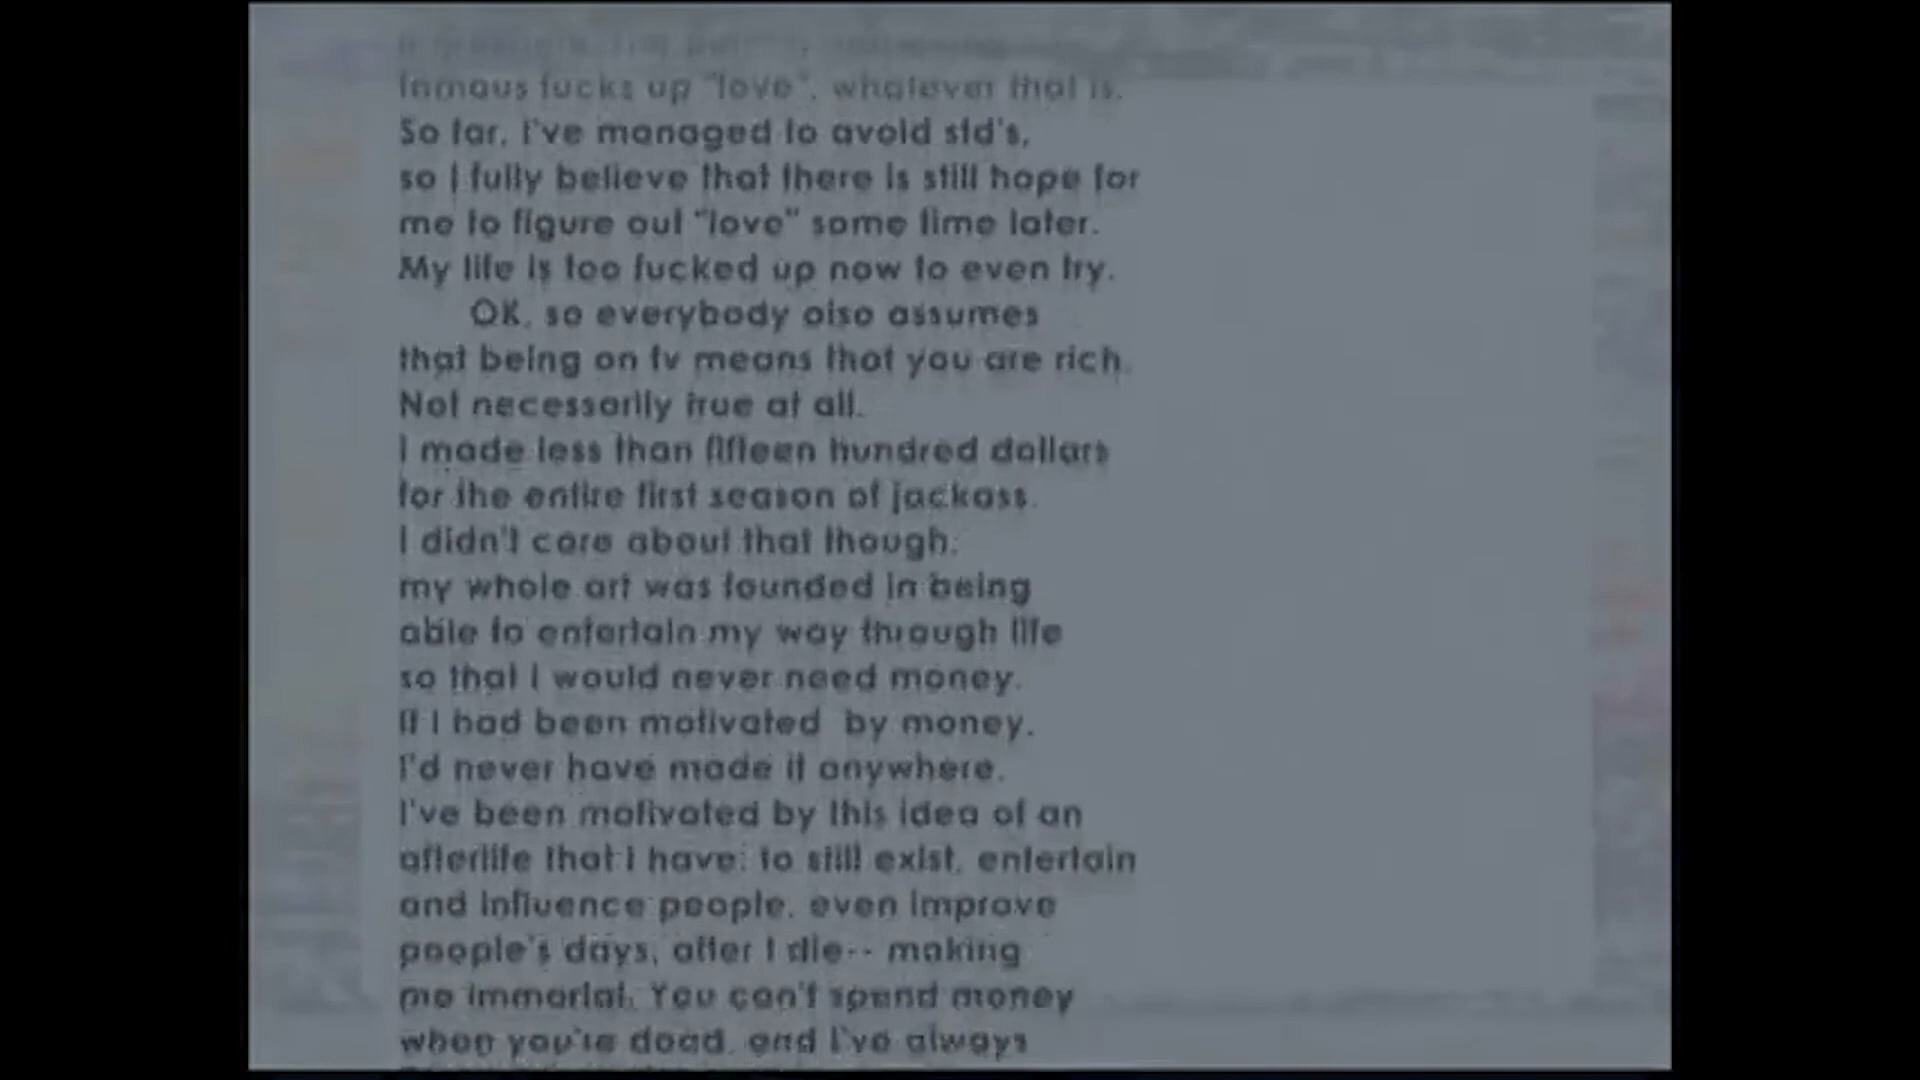 famous fucks up "love", whatever that is.
So far, I've managed to avoid std's,
so I fully believe that there is still hope for
me to figure out "love" some time later.
My life is too fucked up now to even try.
OK, so everybody also assumes
that being on tv means that you are rich.
Not necessarily true at all.
I made less than fifteen hundred dollars
for the entire first season of jackass.
I didn't care about that though,
my whole art was founded in being
able to entertain my way through life
so that I would never need money.
If I had been motivated by money,
I'd never have made it anywhere.
I've been motivated by this idea of an
afterlife that I have: to still exist, entertain
and influence people, even improve
people's days, after I die-- making
me immortal. You can't spend money
when you're dead, and I've always